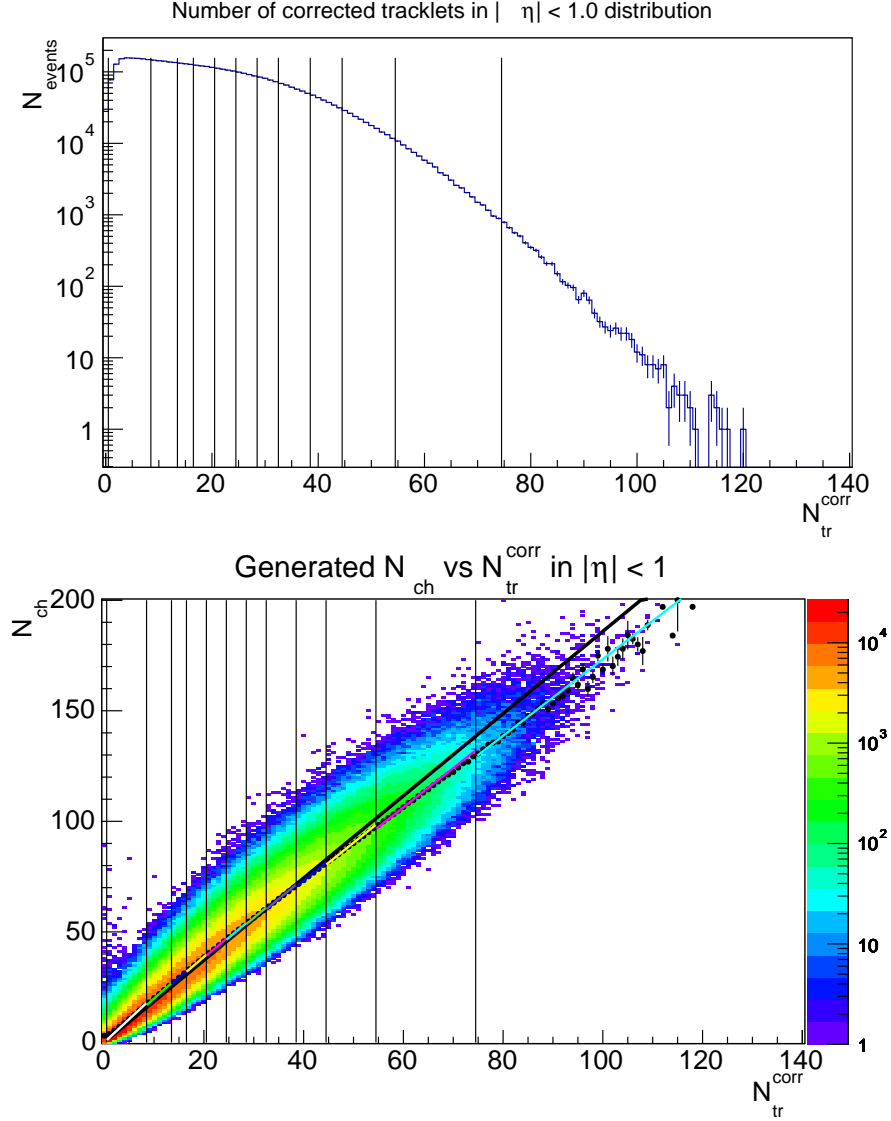 Number of corrected tracklets in | η| < 1.0 distribution
N_events
10^5
10^4
10^3
10^2
10
1
0 20 40 60 80 100 120 140
N_tr^corr
Generated N_ch vs N_tr^corr in |η| < 1
N_ch
200
150
100
50
0
0 20 40 60 80 100 120 140
N_tr^corr
10^4
10^3
10^2
10
1